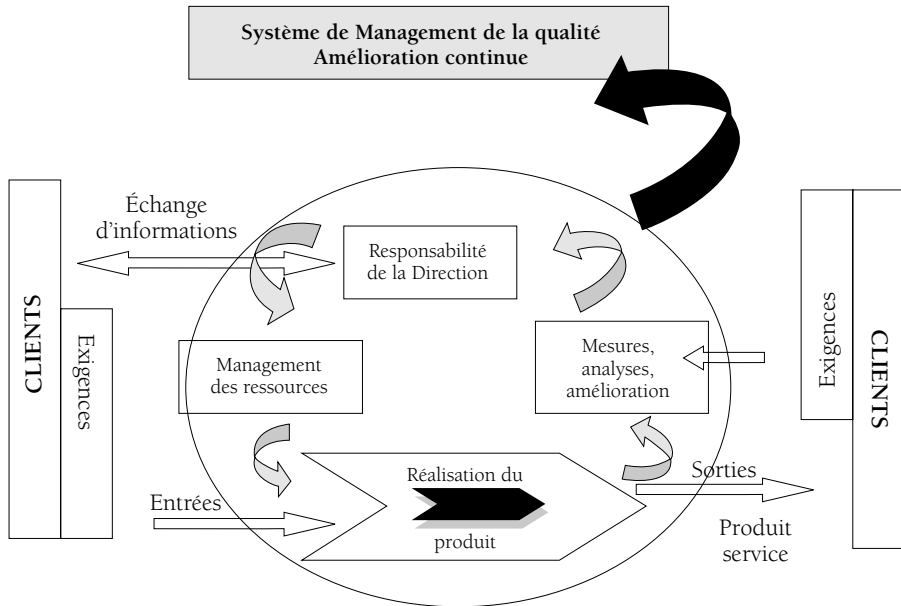 Système de Management de la qualité
Amélioration continue
Échange
d'informations
Responsabilité
de la Direction
CLIENTS
Exigences
Management
des ressources
Mesures,
analyses,
amélioration
Exigences
CLIENTS
Entrées
Réalisation du
produit
Sorties
Produit
service